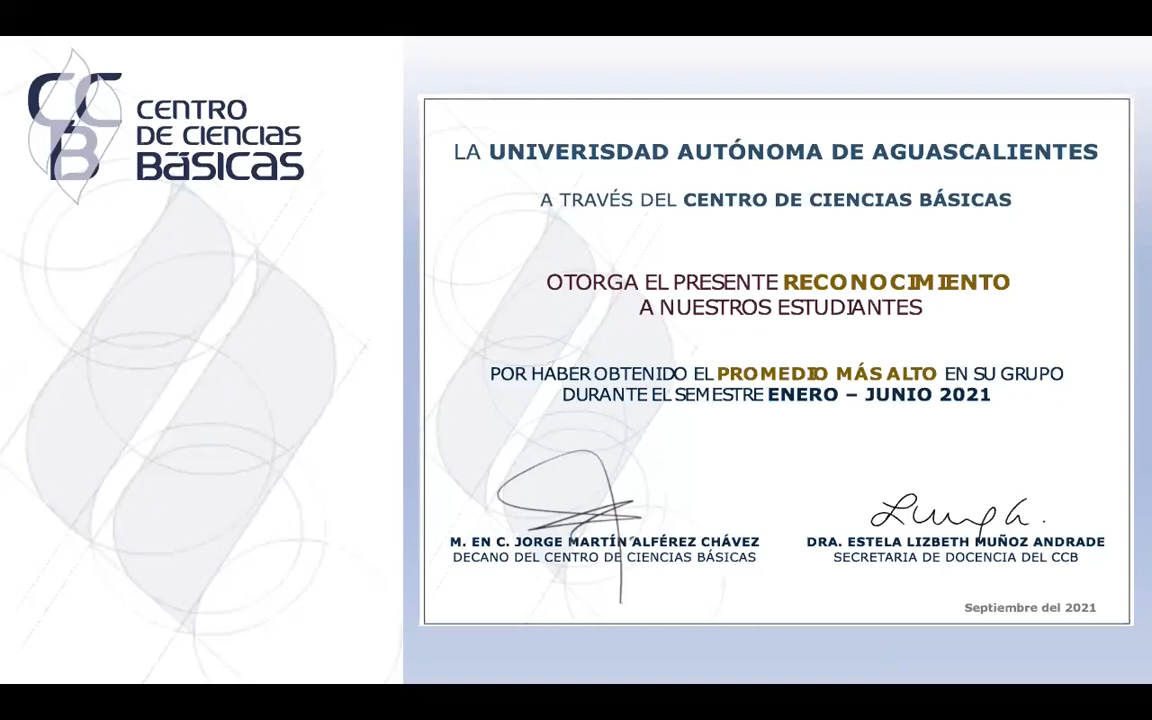 CCB
CENTRO
DE CIENCIAS
BÁSICAS
LA UNIVERISDAD AUTÓNOMA DE AGUASCALIENTES
A TRAVÉS DEL CENTRO DE CIENCIAS BÁSICAS
OTORGA EL PRESENTE RECONOCIMIENTO
A NUESTROS ESTUDIANTES
POR HABER OBTENIDO EL PROMEDIO MÁS ALTO EN SU GRUPO
DURANTE EL SEMESTRE ENERO – JUNIO 2021
M. EN C. JORGE MARTÍN ALFÉREZ CHÁVEZ
DECANO DEL CENTRO DE CIENCIAS BÁSICAS
DRA. ESTELA LIZBETH MUÑOZ ANDRADE
SECRETARIA DE DOCENCIA DEL CCB
Septiembre del 2021